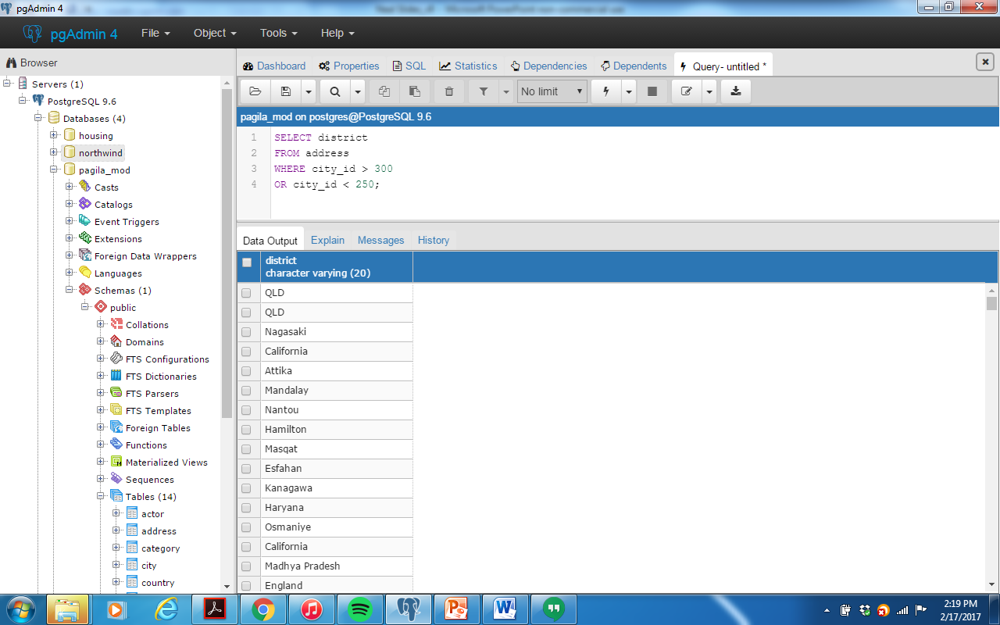 pgAdmin 4
pgAdmin 4 File Object Tools Help
Browser
Servers (1)
PostgreSQL 9.6
Databases (4)
housing
northwind
pagila_mod
Casts
Catalogs
Event Triggers
Extensions
Foreign Data Wrappers
Languages
Schemas (1)
public
Collations
Domains
FTS Configurations
FTS Dictionaries
FTS Parsers
FTS Templates
Foreign Tables
Functions
Materialized Views
Sequences
Tables (14)
actor
address
category
city
country
Dashboard Properties SQL Statistics Dependencies Dependents Query- untitled *
No limit
pagila_mod on postgres@PostgreSQL 9.6
1 SELECT district
2 FROM address
3 WHERE city_id > 300
4 OR city_id < 250;
Data Output Explain Messages History
district
character varying (20)
QLD
QLD
Nagasaki
California
Attika
Mandalay
Nantou
Hamilton
Masqat
Esfahan
Kanagawa
Haryana
Osmaniye
California
Madhya Pradesh
England
2:19 PM
2/17/2017